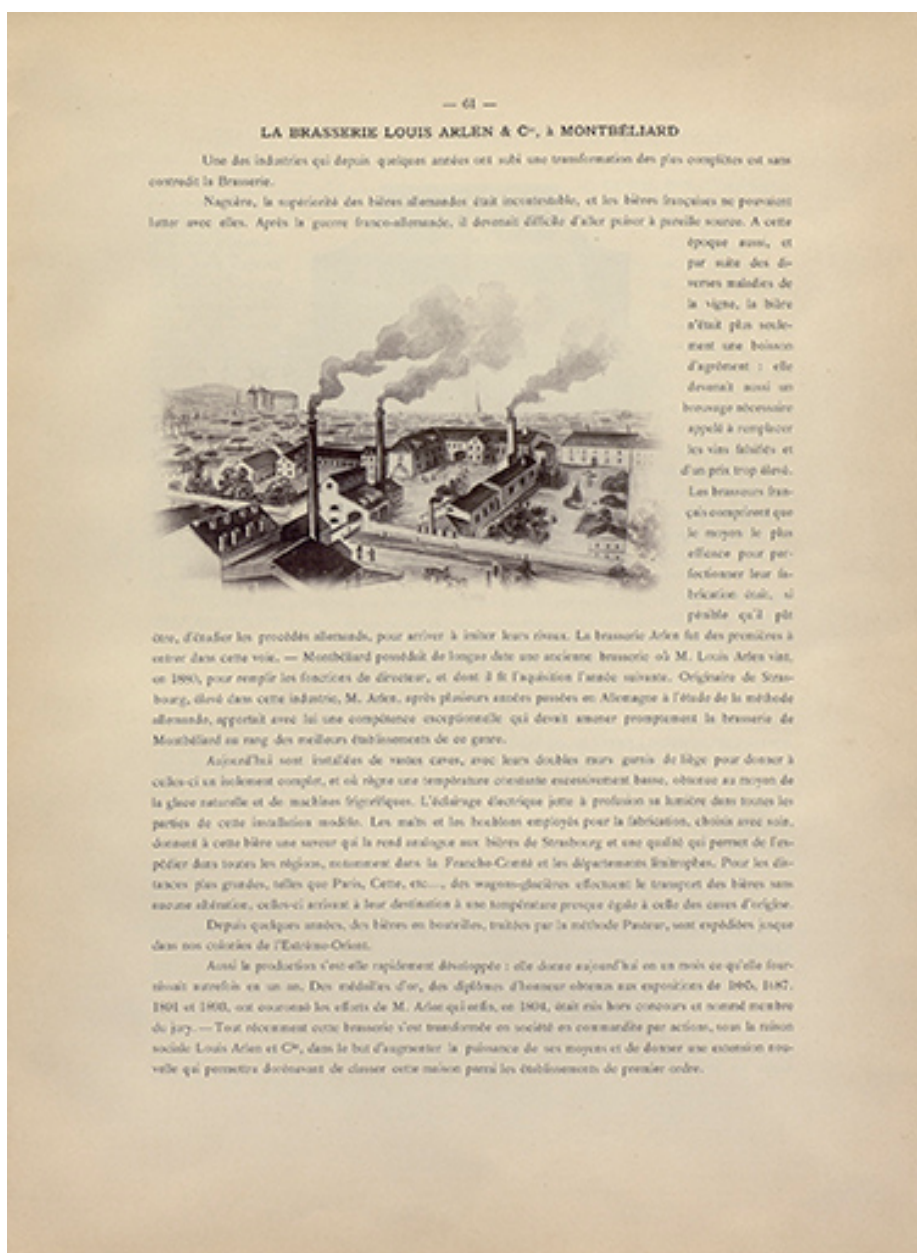 — 61 —
LA BRASSERIE LOUIS ARLEN & Cie, à MONTBÉLIARD
Une des industries qui depuis quelques années ont subi une transformation des plus complètes est sans
contredit la Brasserie.
Naguère, la supériorité des bières allemandes était incontestable, et les bières françaises ne pouvaient
lutter avec elles. Après la guerre franco-allemande, il devenait difficile d'aller puiser à pareille source. A cette
époque aussi, et
par suite des di-
verses maladies de
la vigne, la bière
n'était plus seule-
ment une boisson
d'agrément : elle
devenait aussi un
breuvage nécessaire
appelé à remplacer
les vins falsifiés et
d'un prix trop élevé.
Les brasseurs fran-
çais comprirent que
le moyen le plus
efficace pour per-
fectionner leur fa-
brication était, si
pénible qu'il pût
être, d'étudier les procédés allemands, pour arriver à imiter leurs rivaux. La brasserie Arlen fut des premières à
entrer dans cette voie. — Montbéliard possédait de longue date une ancienne brasserie où M. Louis Arlen vint,
en 1880, pour remplir les fonctions de directeur, et dont il fit l'aquisition l'année suivante. Originaire de Stras-
bourg, élevé dans cette industrie, M. Arlen, après plusieurs années passées en Allemagne à l'étude de la méthode
allemande, apportait avec lui une compétence exceptionnelle qui devait amener promptement la brasserie de
Montbéliard au rang des meilleurs établissements de ce genre.
Aujourd'hui sont installées de vastes caves, avec leurs doubles murs garnis de liège pour donner à
celles-ci un isolement complet, et où règne une température constante excessivement basse, obtenue au moyen de
la glace naturelle et de machines frigorifiques. L'éclairage électrique jette à profusion sa lumière dans toutes les
parties de cette installation modèle. Les malts et les houblons employés pour la fabrication, choisis avec soin,
donnent à cette bière une saveur qui la rend analogue aux bières de Strasbourg et une qualité qui permet de l'ex-
pédier dans toutes les régions, notamment dans la Franche-Comté et les départements limitrophes. Pour les dis-
tances plus grandes, telles que Paris, Cette, etc..., des wagons-glacières effectuent le transport des bières sans
aucune altération, celles-ci arrivant à leur destination à une température presque égale à celle des caves d'origine.
Depuis quelques années, des bières en bouteilles, traitées par la méthode Pasteur, sont expédiées jusque
dans nos colonies de l'Extrême-Orient.
Aussi la production s'est-elle rapidement développée : elle donne aujourd'hui en un mois ce qu'elle four-
nissait autrefois en un an. Des médailles d'or, des diplômes d'honneur obtenus aux expositions de
1891 et 1893, ont couronné les efforts de M. Arlen qui enfin, en 1894, était mis hors concours et nommé membre
du jury. — Tout récemment cette brasserie s'est transformée en société en commandite par actions, sous la raison
sociale Louis Arlen et Cie, dans le but d'augmenter la puissance de ses moyens et de donner une extension nou-
velle qui permettra dorénavant de classer cette maison parmi les établissements de premier ordre.